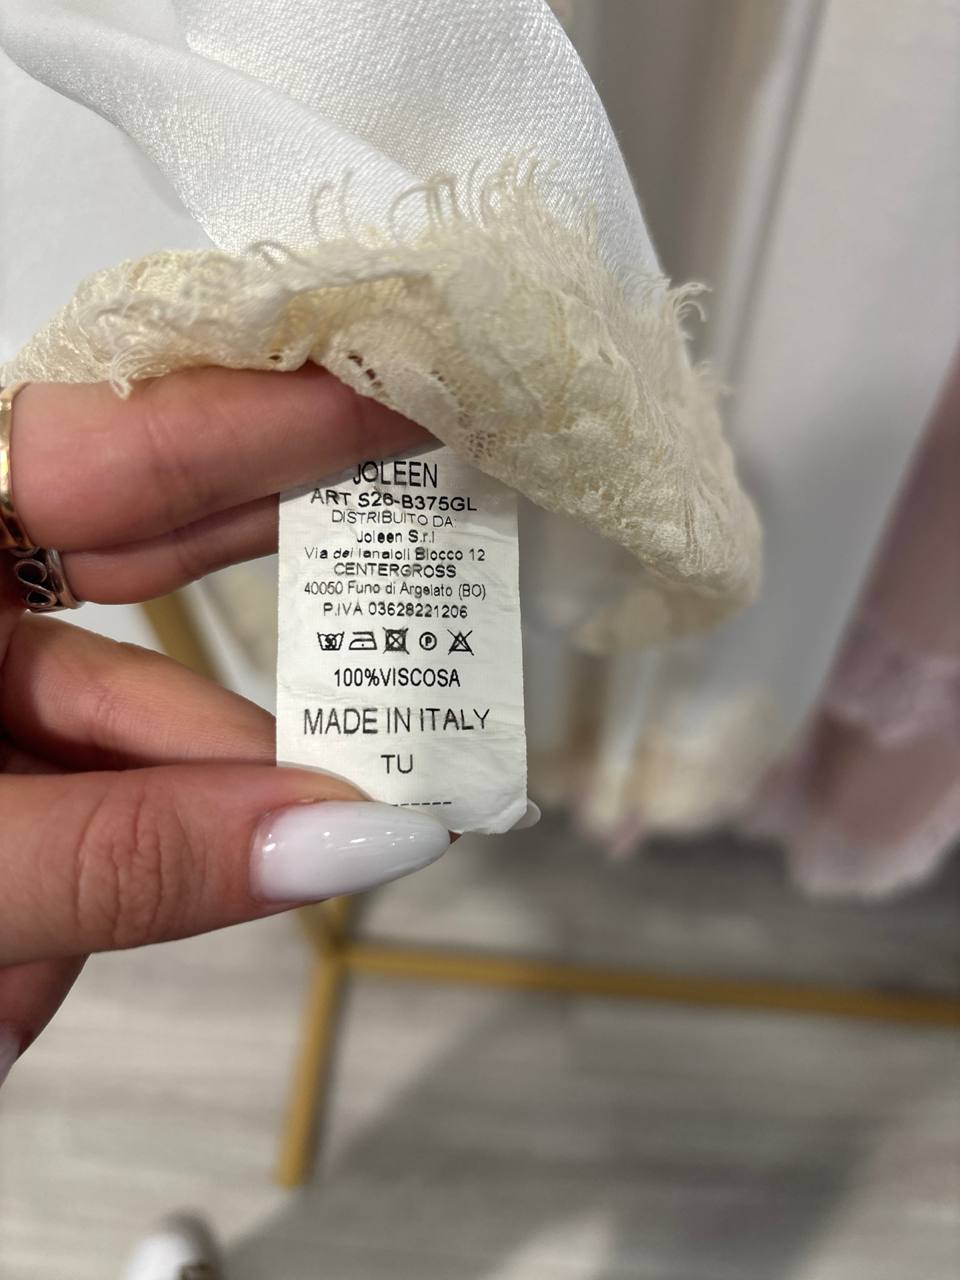 JOLEEN
ART S26-B375GL
DISTRIBUITO DA:
Joleen S.r.l
Via dei lanaioli Blocco 12
CENTERGROSS
40050 Funo di Argelato (BO)
P.IVA 03628221206
30 P
100%VISCOSA
MADE IN ITALY
TU